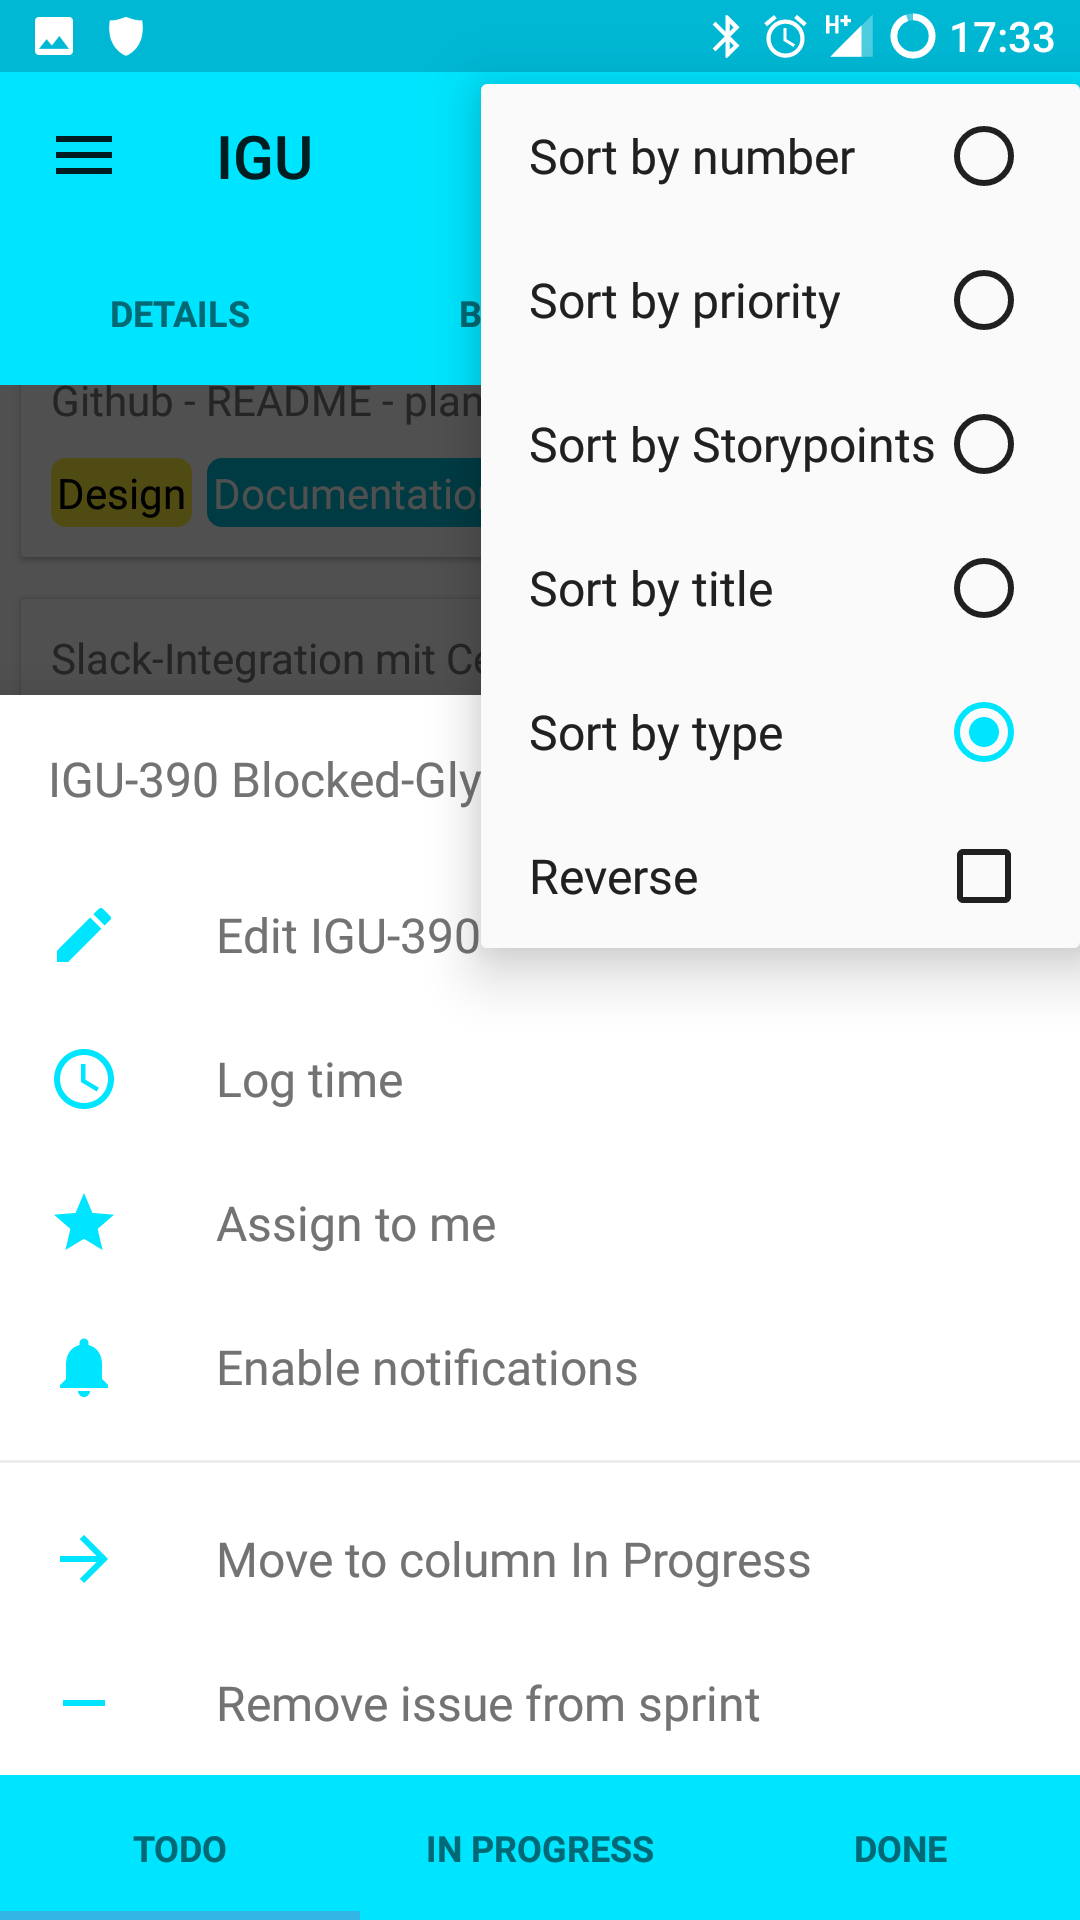 H+ 17:33
IGU
Sort by number
Sort by priority
Sort by Storypoints
Sort by title
Sort by type
Reverse
DETAILS
B
Github - README - plan
Design Documentation
Slack-Integration mit Ce
IGU-390 Blocked-Gly
Edit IGU-390
Log time
Assign to me
Enable notifications
Move to column In Progress
Remove issue from sprint
TODO IN PROGRESS DONE